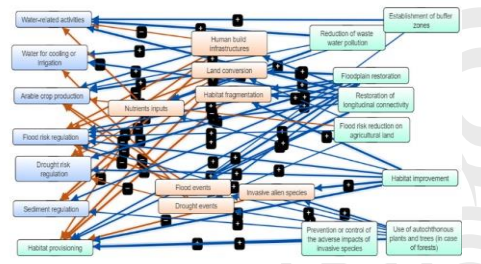 Water-related activities
Water for cooling or
irrigation
Arable crop production
Flood risk regulation
Drought risk
regulation
Sediment regulation
Habitat provisioning
Human build
infrastructures
Land conversion
Habitat fragmentation
Nutrients inputs
Flood events
Drought events
Invasive alien species
Establishment of buffer
zones
Reduction of waste
water pollution
Floodplain restoration
Restoration of
longitudinal connectivity
Flood risk reduction on
agricultural land
Habitat improvement
Prevention or control of
the adverse impacts of
invasive species
Use of autochthonous
plants and trees (in case
of forests)